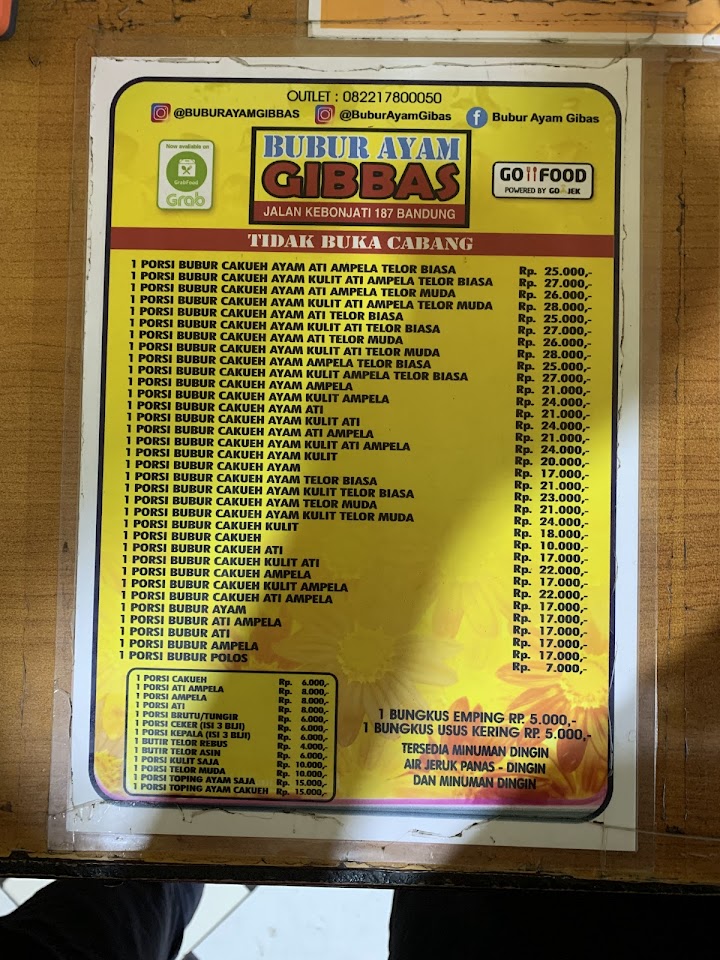 OUTLET : 082217800050
@BUBURAYAMGIBBAS @BuburAyamGibas Bubur Ayam Gibas
Now available on
GrabFood
Grab
BUBUR AYAM
GIBBAS
JALAN KEBONJATI 187 BANDUNG
GO FOOD
POWERED BY GO JEK
TIDAK BUKA CABANG
1 PORSI BUBUR CAKUEH AYAM ATI AMPELA TELOR BIASA Rp. 25.000,-
1 PORSI BUBUR CAKUEH AYAM KULIT ATI AMPELA TELOR BIASA Rp. 27.000,-
1 PORSI BUBUR CAKUEH AYAM ATI AMPELA TELOR MUDA Rp. 26.000,-
1 PORSI BUBUR CAKUEH AYAM KULIT ATI AMPELA TELOR MUDA Rp. 28.000,-
1 PORSI BUBUR CAKUEH AYAM ATI TELOR BIASA Rp. 25.000,-
1 PORSI BUBUR CAKUEH AYAM KULIT ATI TELOR BIASA Rp. 27.000,-
1 PORSI BUBUR CAKUEH AYAM ATI TELOR MUDA Rp. 26.000,-
1 PORSI BUBUR CAKUEH AYAM KULIT ATI TELOR MUDA Rp. 28.000,-
1 PORSI BUBUR CAKUEH AYAM AMPELA TELOR BIASA Rp. 25.000,-
1 PORSI BUBUR CAKUEH AYAM KULIT AMPELA TELOR BIASA Rp. 27.000,-
1 PORSI BUBUR CAKUEH AYAM AMPELA Rp. 21.000,-
1 PORSI BUBUR CAKUEH AYAM KULIT AMPELA Rp. 24.000,-
1 PORSI BUBUR CAKUEH AYAM ATI Rp. 21.000,-
1 PORSI BUBUR CAKUEH AYAM KULIT ATI Rp. 24.000,-
1 PORSI BUBUR CAKUEH AYAM ATI AMPELA Rp. 21.000,-
1 PORSI BUBUR CAKUEH AYAM KULIT ATI AMPELA Rp. 24.000,-
1 PORSI BUBUR CAKUEH AYAM KULIT Rp. 20.000,-
1 PORSI BUBUR CAKUEH AYAM Rp. 17.000,-
1 PORSI BUBUR CAKUEH AYAM TELOR BIASA Rp. 21.000,-
1 PORSI BUBUR CAKUEH AYAM KULIT TELOR BIASA Rp. 23.000,-
1 PORSI BUBUR CAKUEH AYAM TELOR MUDA Rp. 21.000,-
1 PORSI BUBUR CAKUEH AYAM KULIT TELOR MUDA Rp. 24.000,-
1 PORSI BUBUR CAKUEH KULIT Rp. 18.000,-
1 PORSI BUBUR CAKUEH Rp. 10.000,-
1 PORSI BUBUR CAKUEH ATI Rp. 17.000,-
1 PORSI BUBUR CAKUEH KULIT ATI Rp. 22.000,-
1 PORSI BUBUR CAKUEH AMPELA Rp. 17.000,-
1 PORSI BUBUR CAKUEH KULIT AMPELA Rp. 22.000,-
1 PORSI BUBUR CAKUEH ATI AMPELA Rp. 17.000,-
1 PORSI BUBUR AYAM Rp. 17.000,-
1 PORSI BUBUR ATI AMPELA Rp. 17.000,-
1 PORSI BUBUR ATI Rp. 17.000,-
1 PORSI BUBUR AMPELA Rp. 17.000,-
1 PORSI BUBUR POLOS Rp. 7.000,-
1 PORSI CAKUEH Rp. 6.000,-
1 PORSI ATI AMPELA Rp. 8.000,-
1 PORSI AMPELA Rp. 8.000,-
1 PORSI ATI Rp. 8.000,-
1 PORSI BRUTU/TUNGIR Rp. 6.000,-
1 PORSI CEKER (ISI 3 BIJI) Rp. 6.000,-
1 PORSI KEPALA (ISI 3 BIJI) Rp. 6.000,-
1 BUTIR TELOR REBUS Rp. 4.000,-
1 BUTIR TELOR ASIN Rp. 6.000,-
1 PORSI KULIT SAJA Rp. 10.000,-
1 PORSI TELOR MUDA Rp. 10.000,-
1 PORSI TOPING AYAM SAJA Rp. 15.000,-
1 PORSI TOPING AYAM CAKUEH Rp. 15.000,-
1 BUNGKUS EMPING RP. 5.000,-
1 BUNGKUS USUS KERING RP. 5.000,-
TERSEDIA MINUMAN DINGIN
AIR JERUK PANAS - DINGIN
DAN MINUMAN DINGIN